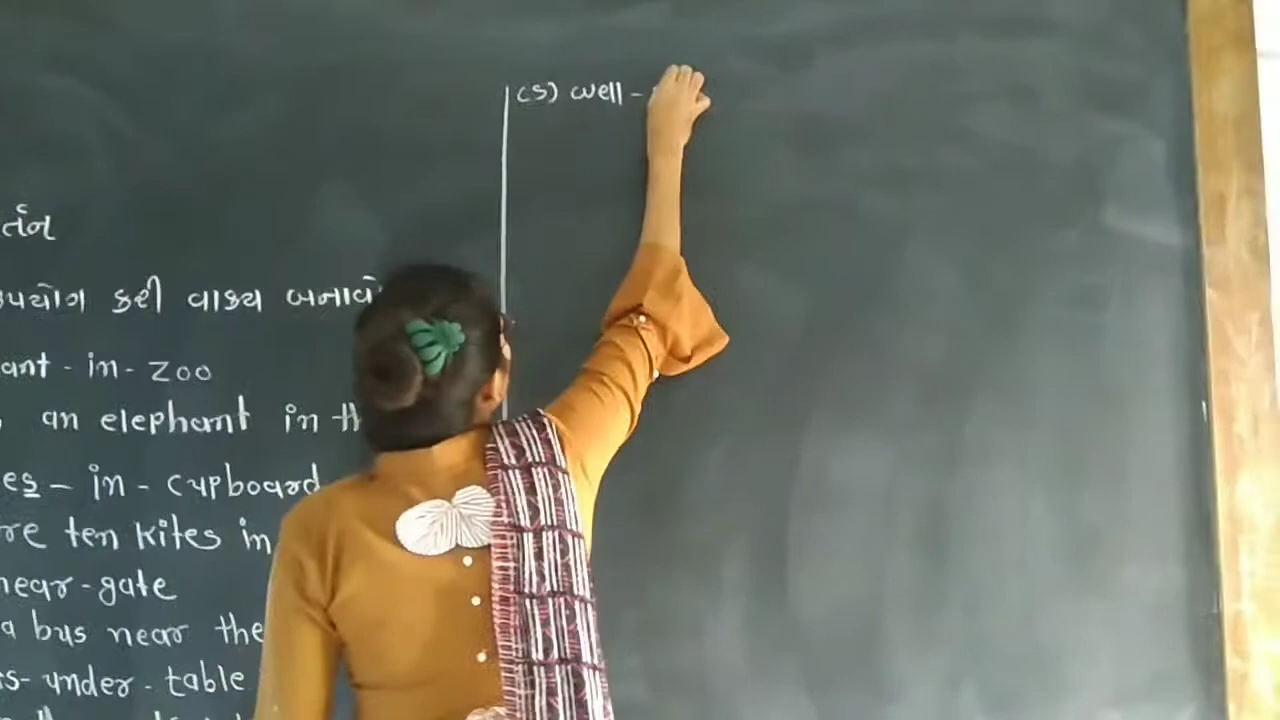 ર્તન
ઉપયોગ કરી વાક્ય બનાવો
ant - in - zoo
an elephant in th
es - in - cupboard
re ten kites in
near - gate
a bus near the
s - under - table
(5) well -